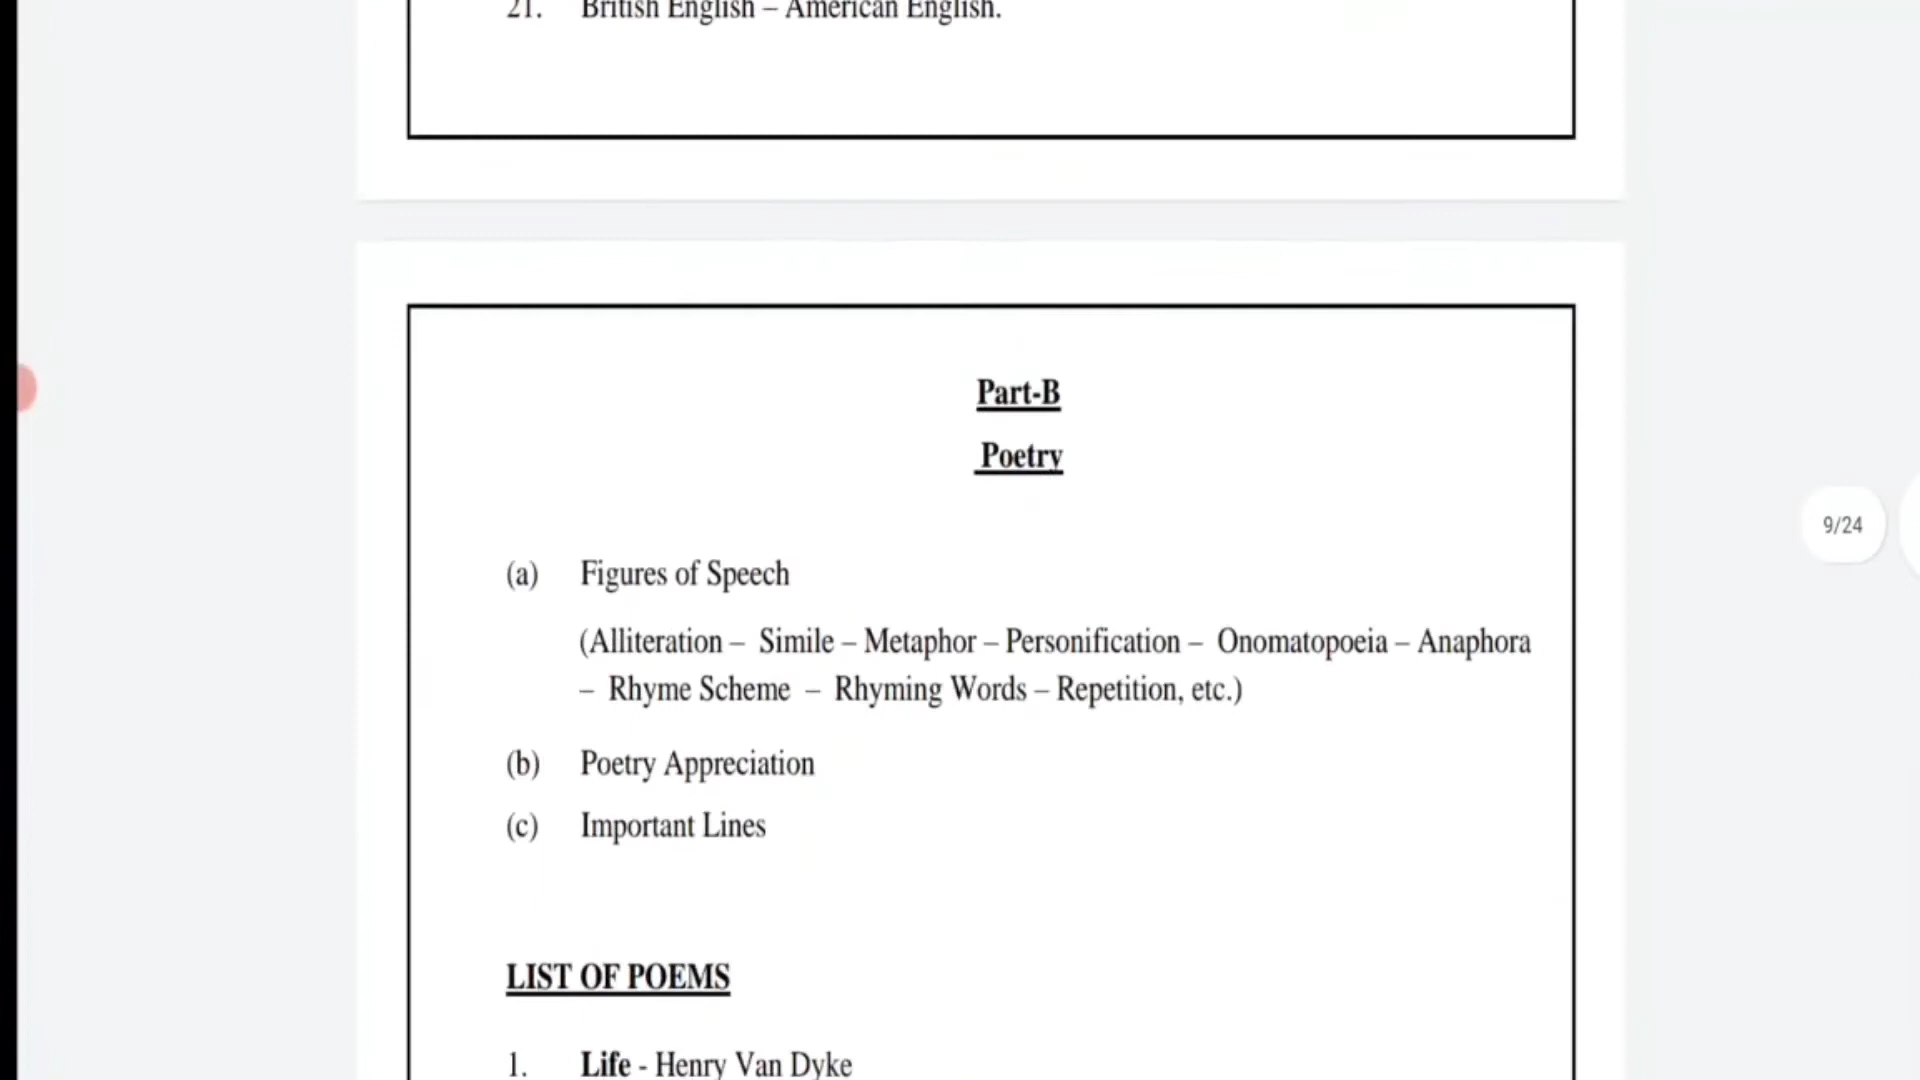 21. British English – American English.
Part-B
Poetry
9/24
(a) Figures of Speech
(Alliteration – Simile – Metaphor – Personification – Onomatopoeia – Anaphora
– Rhyme Scheme – Rhyming Words – Repetition, etc.)
(b) Poetry Appreciation
(c) Important Lines
LIST OF POEMS
1. Life - Henry Van Dyke